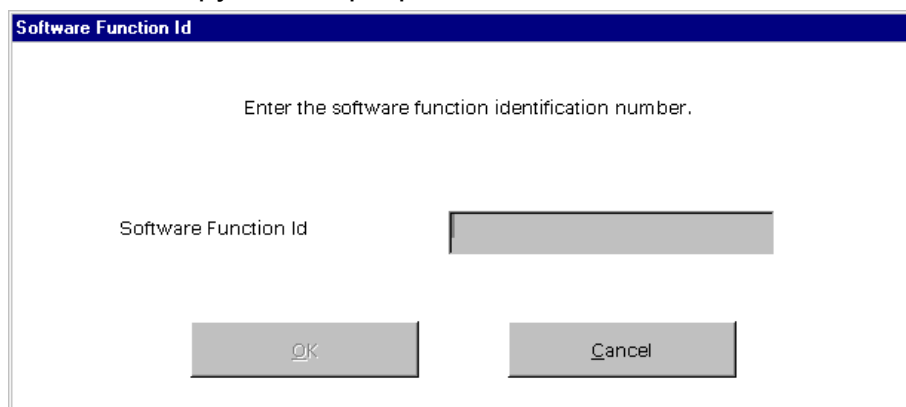 Software Function Id
Enter the software function identification number.
Software Function Id
OK
Cancel